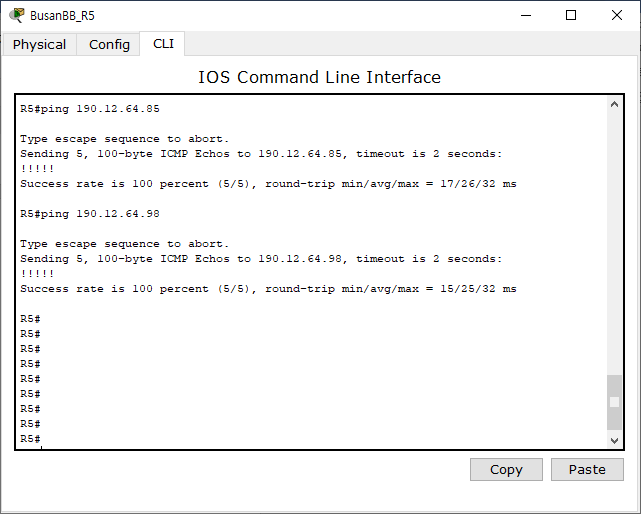 BusanBB_R5
Physical Config CLI
IOS Command Line Interface
R5#ping 190.12.64.85
Type escape sequence to abort.
Sending 5, 100-byte ICMP Echos to 190.12.64.85, timeout is 2 seconds:
!!!!!
Success rate is 100 percent (5/5), round-trip min/avg/max = 17/26/32 ms
R5#ping 190.12.64.98
Type escape sequence to abort.
Sending 5, 100-byte ICMP Echos to 190.12.64.98, timeout is 2 seconds:
!!!!!
Success rate is 100 percent (5/5), round-trip min/avg/max = 15/25/32 ms
R5#
R5#
R5#
R5#
R5#
R5#
R5#
R5#
R5#
Copy Paste